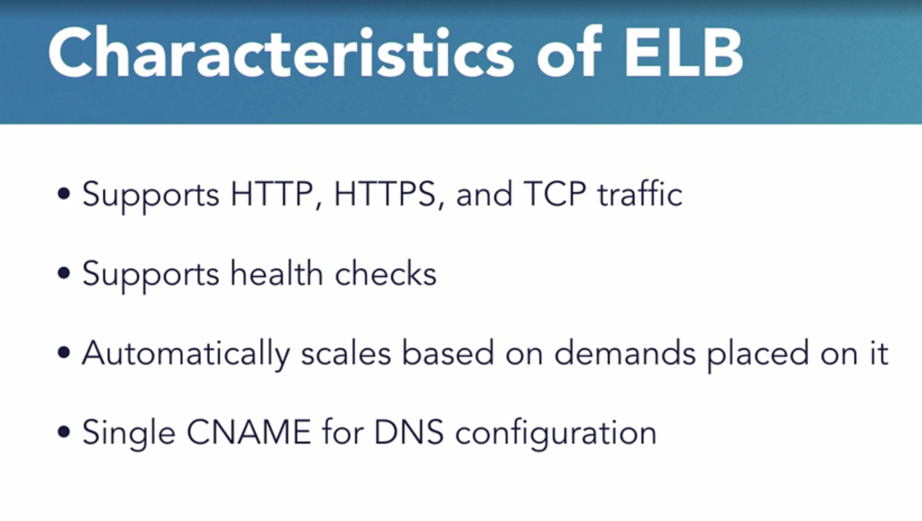 Characteristics of ELB
• Supports HTTP, HTTPS, and TCP traffic
• Supports health checks
• Automatically scales based on demands placed on it
• Single CNAME for DNS configuration